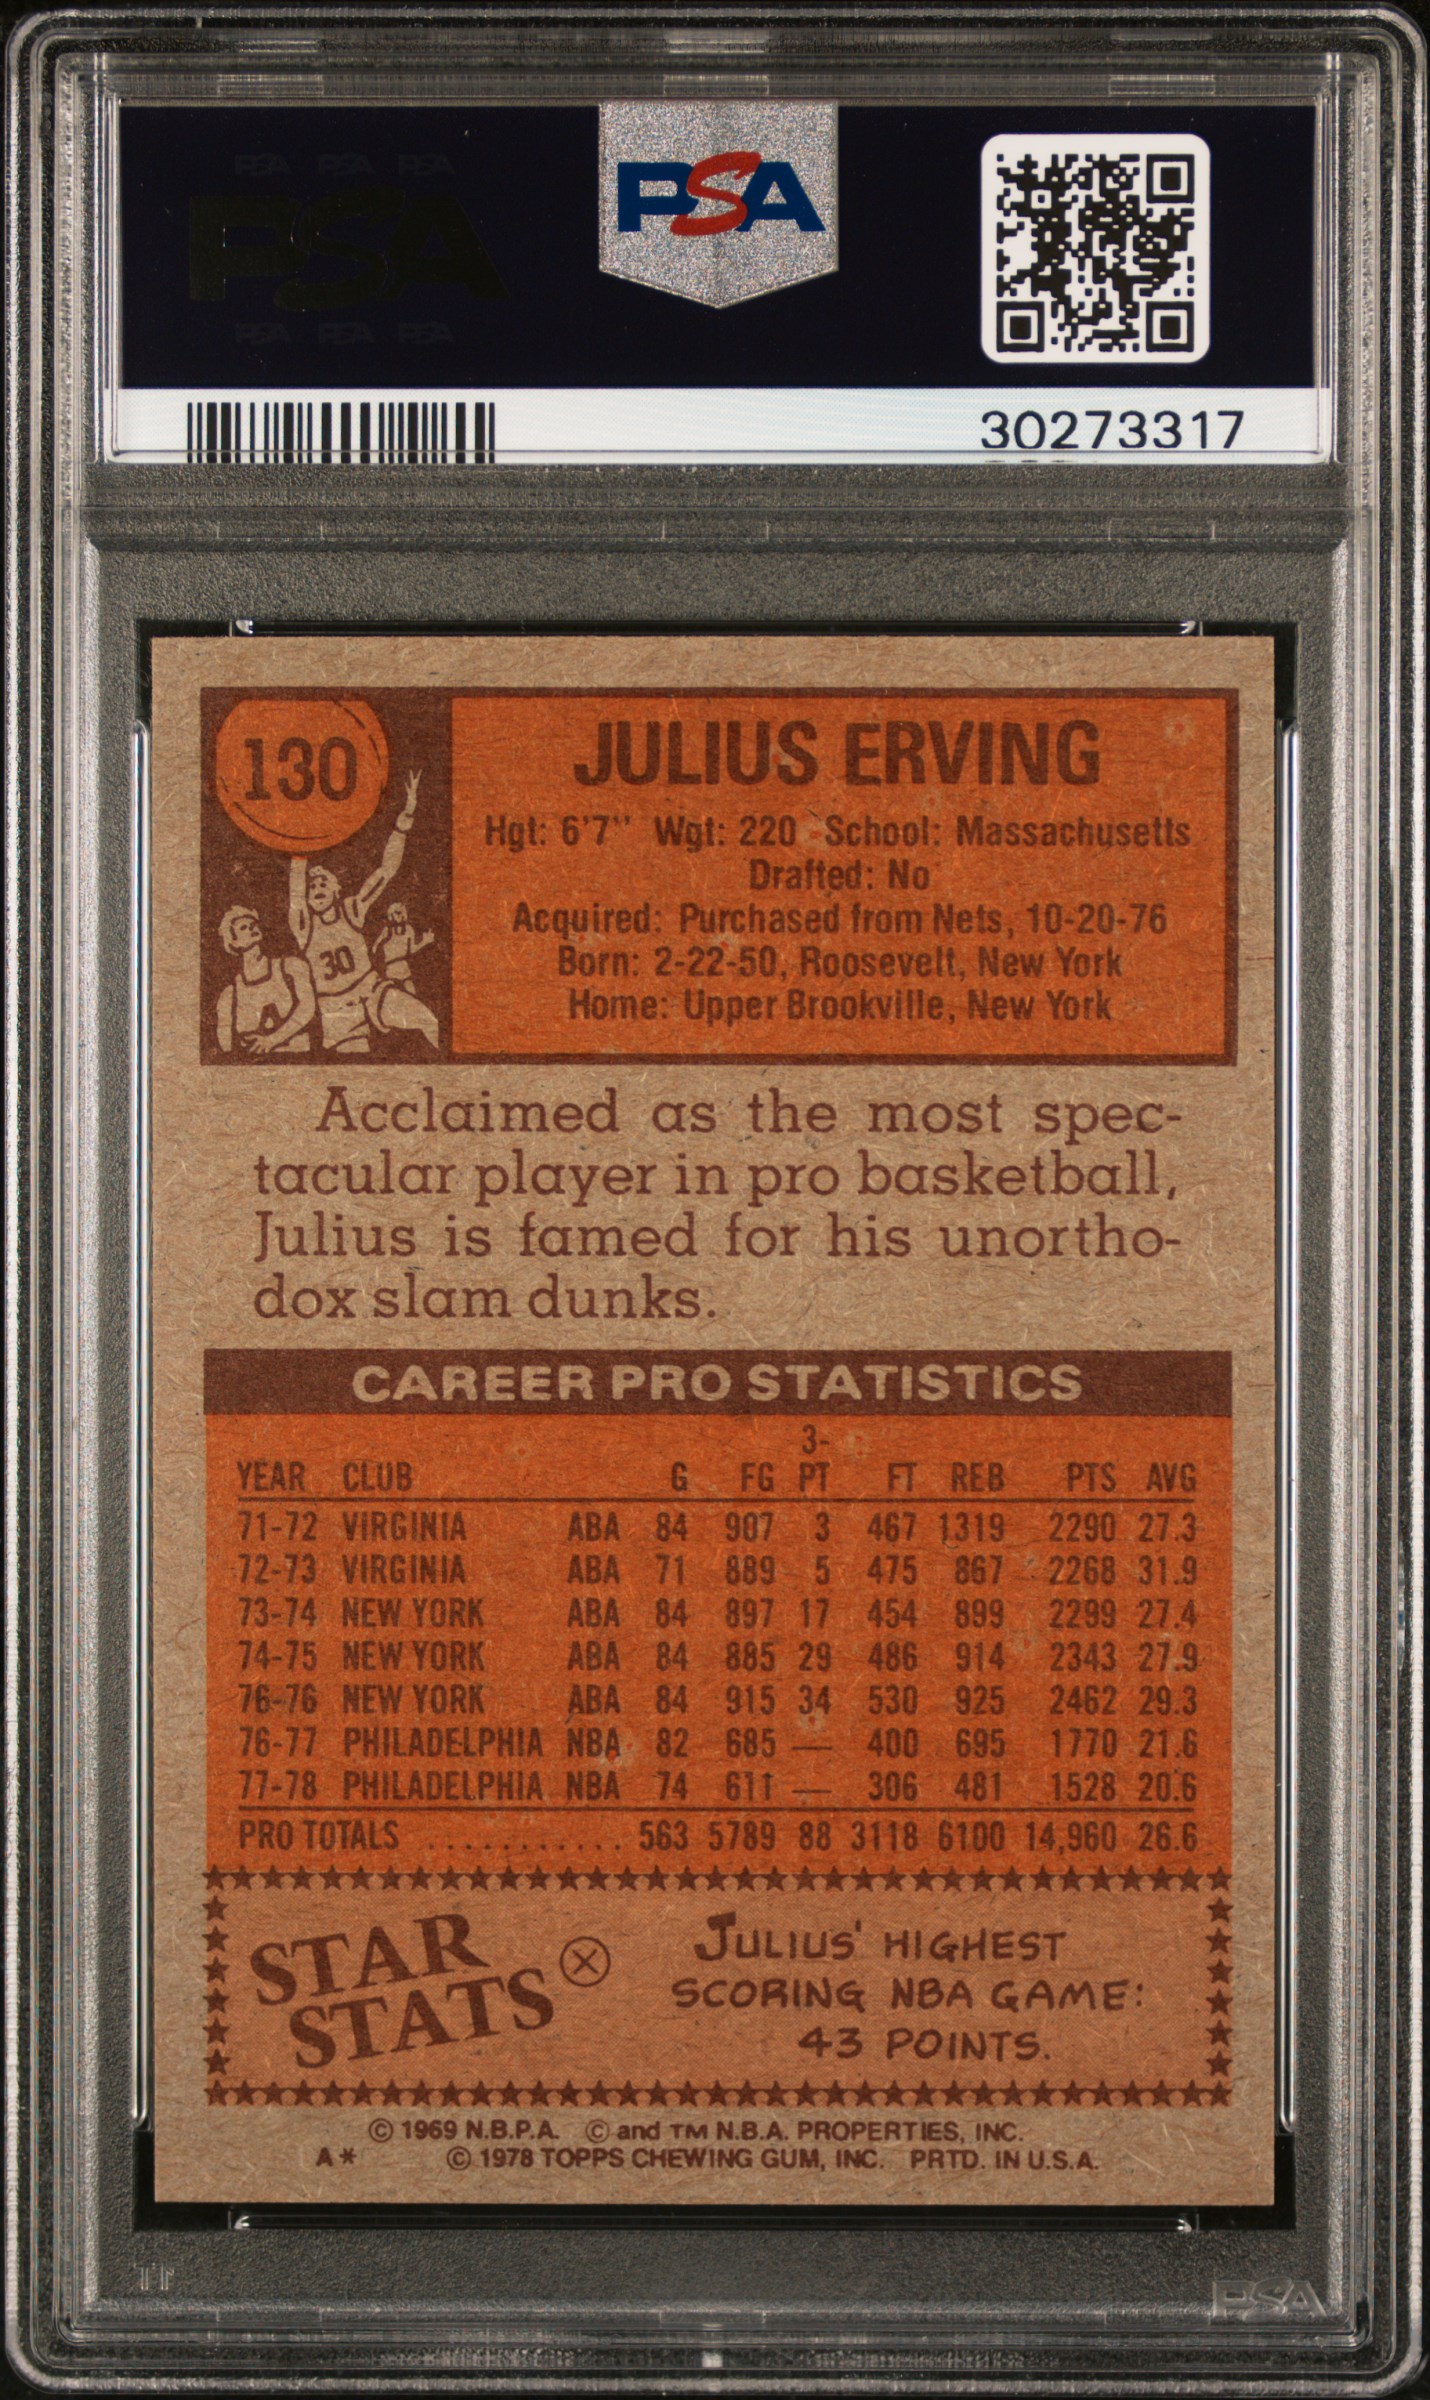 PSA PSA PSA
PSA
PSA PSA PSA
PSA
30273317
130
JULIUS ERVING
Hgt: 6'7" Wgt: 220 School: Massachusetts
Drafted: No
Acquired: Purchased from Nets, 10-20-76
Born: 2-22-50, Roosevelt, New York
Home: Upper Brookville, New York
30
Acclaimed as the most spec-
tacular player in pro basketball,
Julius is famed for his unortho-
dox slam dunks.
CAREER PRO STATISTICS
YEAR CLUB G FG 3-PT FT REB PTS AVG
71-72 VIRGINIA ABA 84 907 3 467 1319 2290 27.3
72-73 VIRGINIA ABA 71 889 5 475 867 2268 31.9
73-74 NEW YORK ABA 84 897 17 454 899 2299 27.4
74-75 NEW YORK ABA 84 885 29 486 914 2343 27.9
76-76 NEW YORK ABA 84 915 34 530 925 2462 29.3
76-77 PHILADELPHIA NBA 82 685 — 400 695 1770 21.6
77-78 PHILADELPHIA NBA 74 611 — 306 481 1528 20.6
PRO TOTALS ........... 563 5789 88 3118 6100 14,960 26.6
STAR
STATS
JULIUS' HIGHEST
SCORING NBA GAME:
43 POINTS.
© 1969 N.B.P.A. © and TM N.B.A. PROPERTIES, INC.
A* © 1978 TOPPS CHEWING GUM, INC. PRTD. IN U.S.A.
PSA